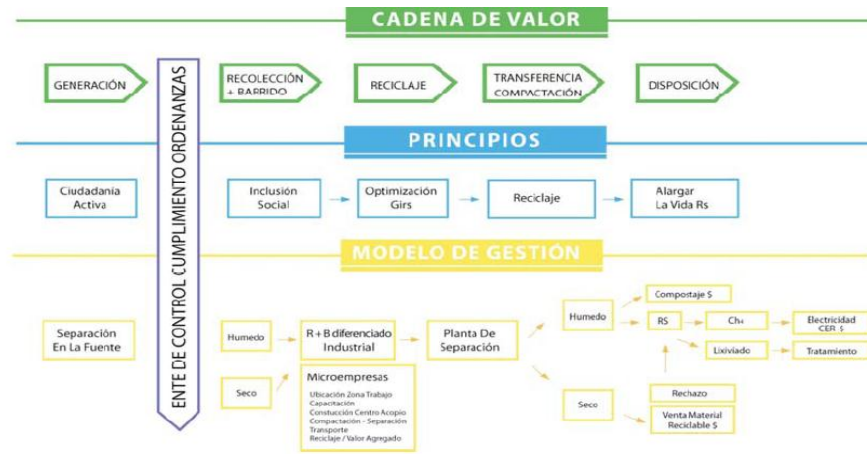 CADENA DE VALOR
GENERACIÓN
ENTE DE CONTROL CUMPLIMIENTO ORDENANZAS
RECOLECCIÓN
+ BARRIDO
RECICLAJE
TRANSFERENCIA
COMPACTACIÓN
DISPOSICIÓN
PRINCIPIOS
Ciudadanía
Activa
Inclusión
Social
Optimización
Girs
Reciclaje
Alargar
La Vida Rs
MODELO DE GESTIÓN
Separación
En La Fuente
Humedo
Seco
R + B diferenciado
Industrial
Microempresas
Ubicación Zona Trabajo
Capacitación
Constucción Centro Acopio
Compactación - Separación
Transporte
Reciclaje / Valor Agregado
Planta De
Separación
Humedo
Seco
Compostaje $
RS
Ch4
Electricidad
CER $
Lixiviado
Tratamiento
Rechazo
Venta Material
Reciclable $